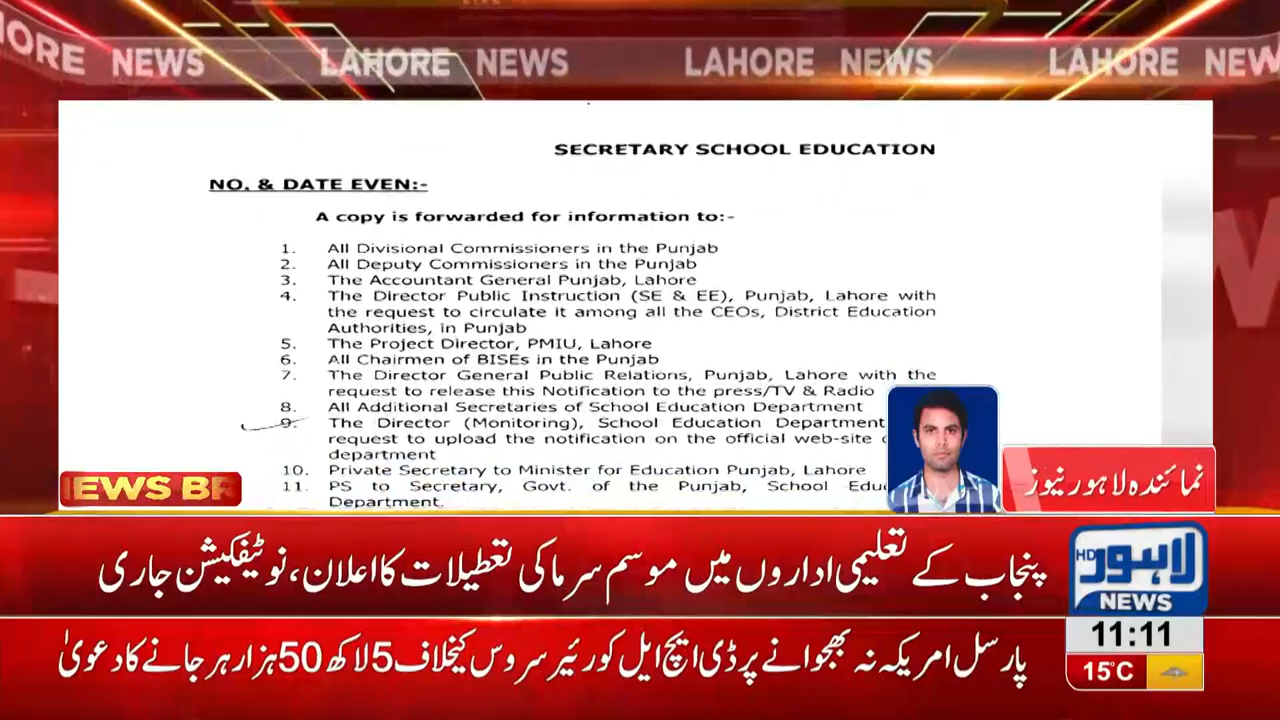 LAHORE NEWS LAHORE NEWS LAHORE NEWS LAHORE NEWS
SECRETARY SCHOOL EDUCATION
NO. & DATE EVEN:-
A copy is forwarded for information to:-
1. All Divisional Commissioners in the Punjab
2. All Deputy Commissioners in the Punjab
3. The Accountant General Punjab, Lahore
4. The Director Public Instruction (SE & EE), Punjab, Lahore with
the request to circulate it among all the CEOs, District Education
Authorities, in Punjab
5. The Project Director, PMIU, Lahore
6. All Chairmen of BISEs in the Punjab
7. The Director General Public Relations, Punjab, Lahore with the
request to release this Notification to the press/TV & Radio
8. All Additional Secretaries of School Education Department
9. The Director (Monitoring), School Education Department
request to upload the notification on the official web-site
department
10. Private Secretary to Minister for Education Punjab, Lahore
11. PS to Secretary, Govt. of the Punjab, School
Department.
نمائندہ لاہور نیوز
NEWS BR
پنجاب کے تعلیمی اداروں میں موسم سرما کی تعطیلات کا اعلان، نوٹیفکیشن جاری
لاہور HD
NEWS
11:11
پارسل امریکہ نہ بھجوانے پر ڈی ایچ ایل کورئیر سروس کیخلاف 5 لاکھ 50 ہزار ہرجانے کا دعویٰ
15°C